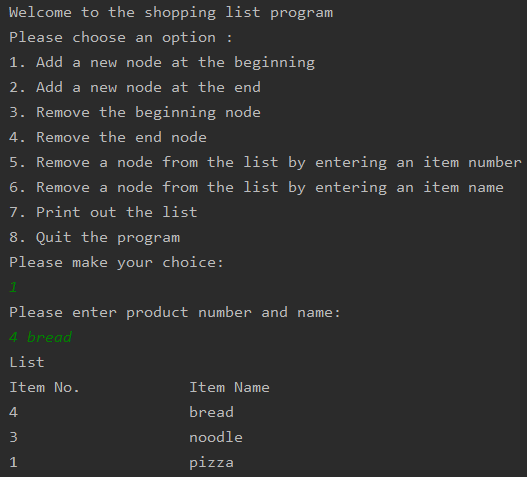 Welcome to the shopping list program
Please choose an option :
1. Add a new node at the beginning
2. Add a new node at the end
3. Remove the beginning node
4. Remove the end node
5. Remove a node from the list by entering an item number
6. Remove a node from the list by entering an item name
7. Print out the list
8. Quit the program
Please make your choice:
1
Please enter product number and name:
4 bread
List
Item No. Item Name
4 bread
3 noodle
1 pizza